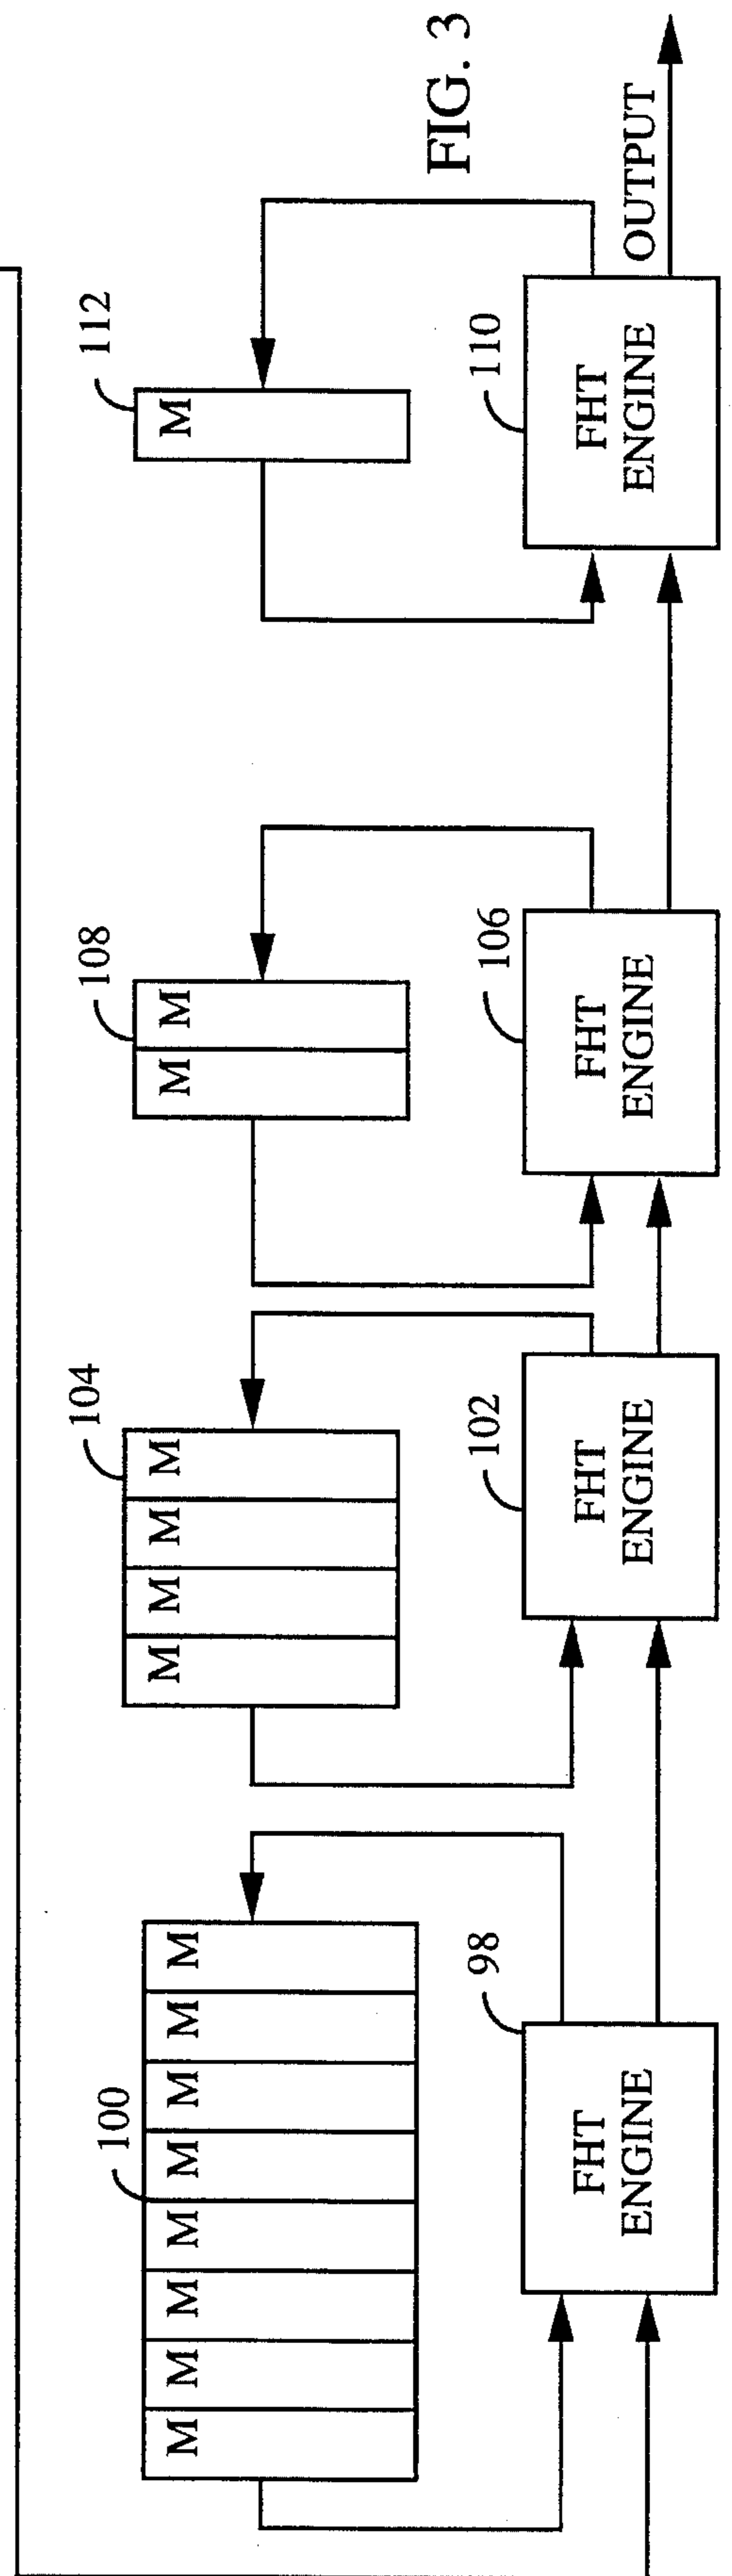 100
M M M M M M M M
104
M M M M
108
M M
112
M
98
FHT
ENGINE
102
FHT
ENGINE
106
FHT
ENGINE
110
FHT
ENGINE
OUTPUT
FIG. 3